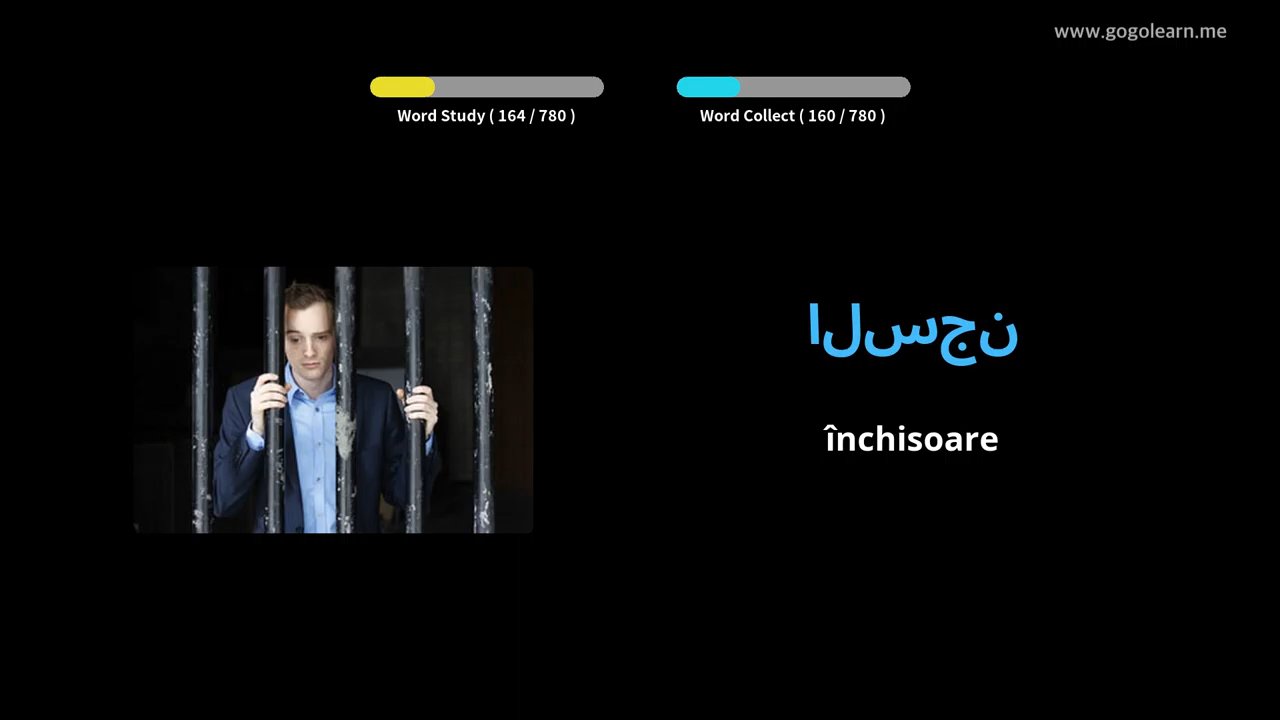 www.gogolearn.me
Word Study ( 164 / 780 )
Word Collect ( 160 / 780 )
السجن
închisoare